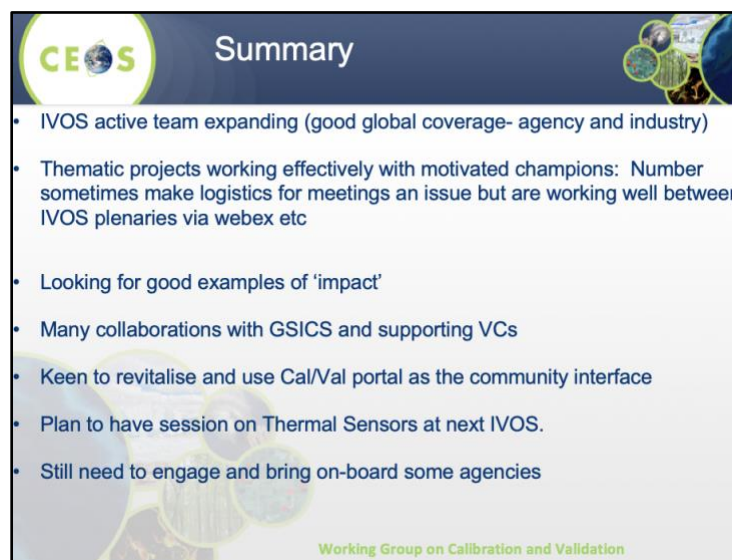 CEOS
Summary
• IVOS active team expanding (good global coverage- agency and industry)
• Thematic projects working effectively with motivated champions: Number
sometimes make logistics for meetings an issue but are working well between
IVOS plenaries via webex etc
• Looking for good examples of ‘impact’
• Many collaborations with GSICS and supporting VCs
• Keen to revitalise and use Cal/Val portal as the community interface
• Plan to have session on Thermal Sensors at next IVOS.
• Still need to engage and bring on-board some agencies
Working Group on Calibration and Validation